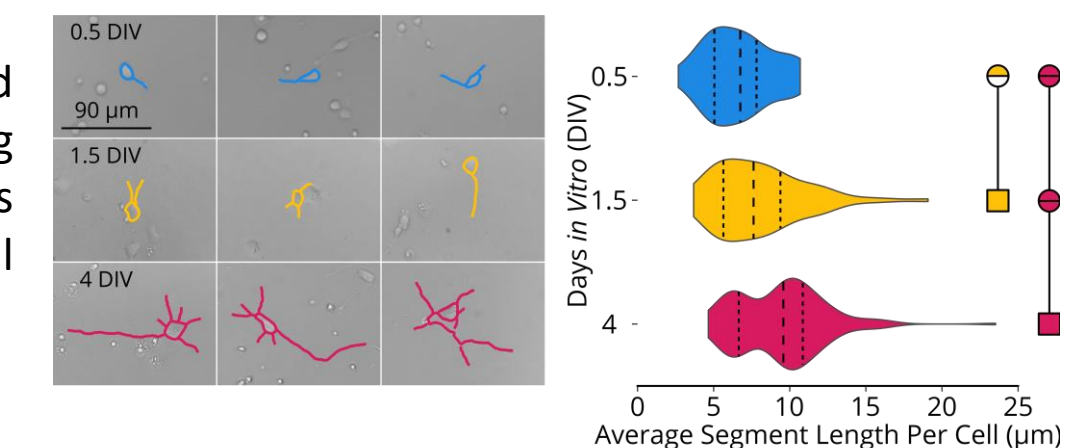 d
g
s
l
0.5 DIV
90 µm
1.5 DIV
4 DIV
Days in Vitro (DIV)
0.5
1.5
4
0 5 10 15 20 25
Average Segment Length Per Cell (µm)